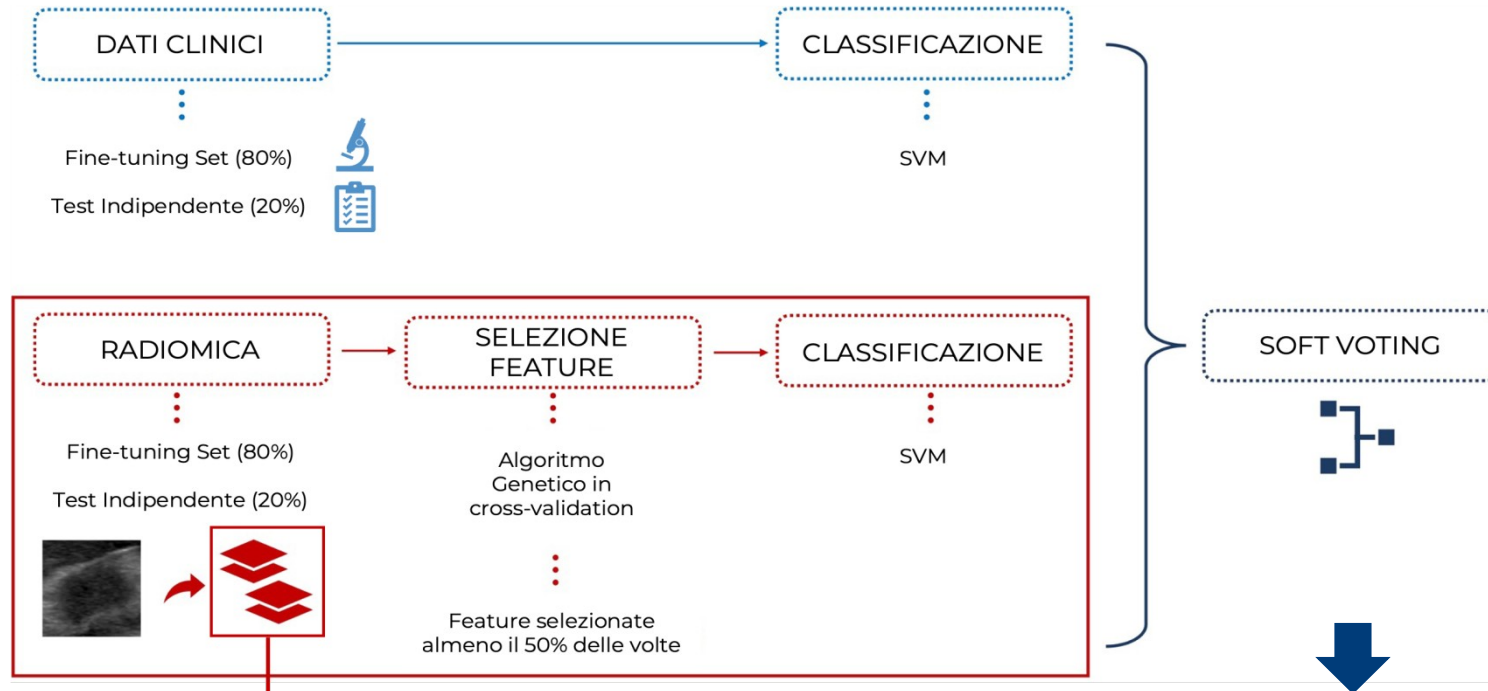 DATI CLINICI
CLASSIFICAZIONE
Fine-tuning Set (80%)
Test Indipendente (20%)
SVM
RADIOMICA
SELEZIONE
FEATURE
CLASSIFICAZIONE
SOFT VOTING
Fine-tuning Set (80%)
Test Indipendente (20%)
Algoritmo
Genetico in
cross-validation
SVM
Feature selezionate
almeno il 50% delle volte